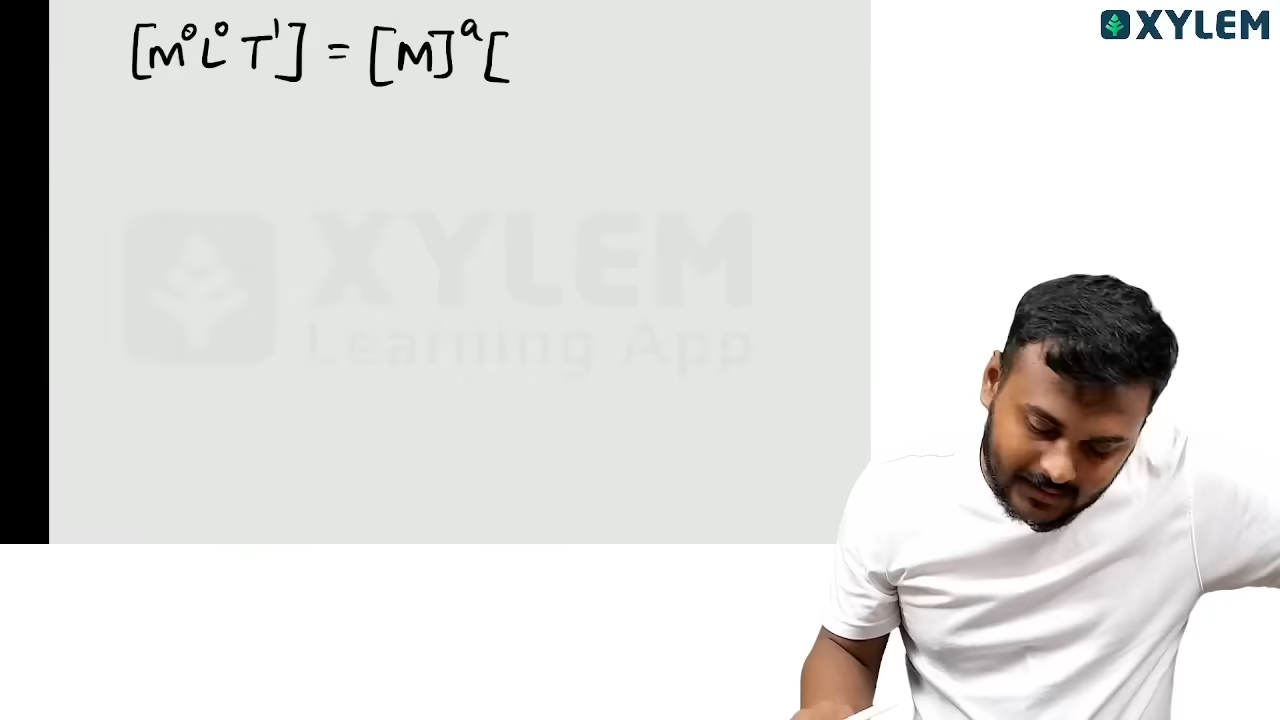 [M⁰L⁰T¹] = [M]ᵃ[
XYLEM
XYLEM
Learning App